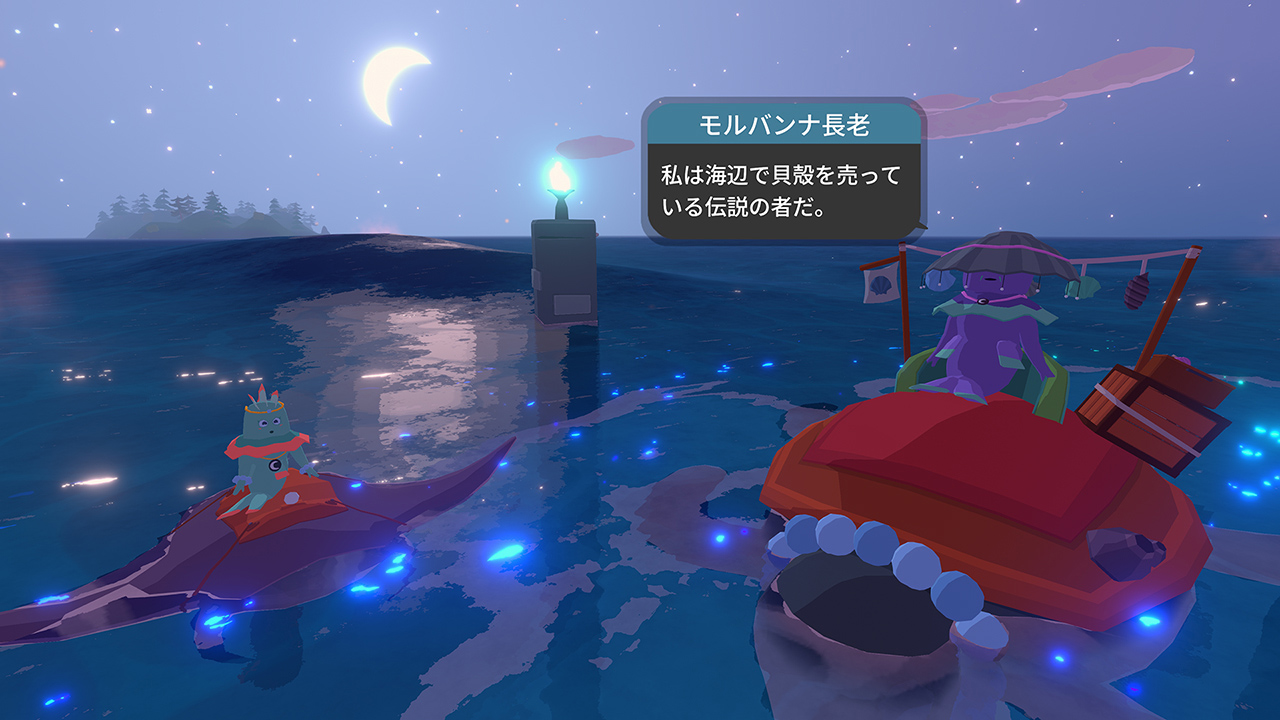 モルバンナ長老
私は海辺で貝殻を売って
いる伝説の者だ。